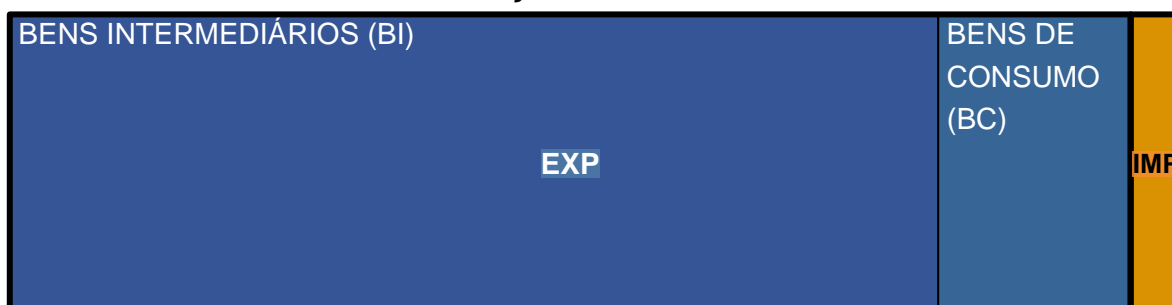 BENS INTERMEDIÁRIOS (BI)
BENS DE
CONSUMO
(BC)
EXP